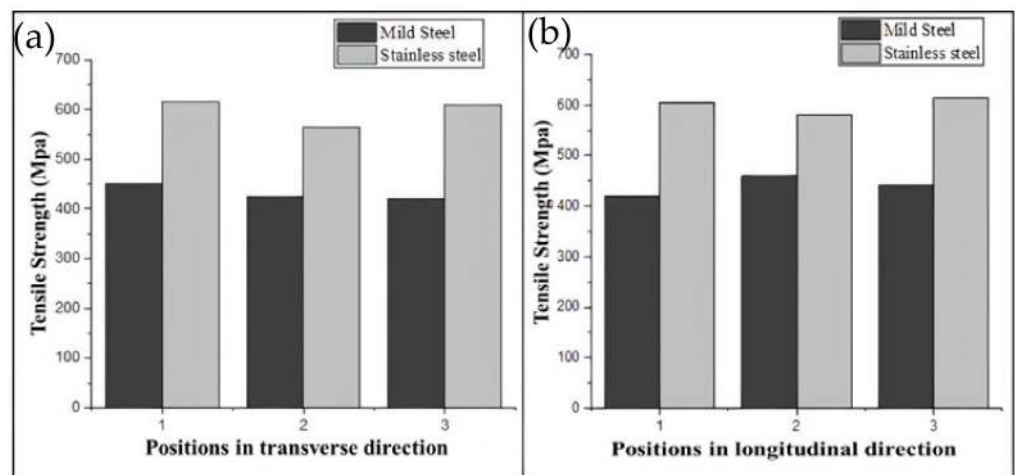 (a)
Mild Steel
Stainless steel
700
600
500
400
300
200
100
0
Tensile Strength (Mpa)
1 2 3
Positions in transverse direction
(b)
Mild Steel
Stainless steel
700
600
500
400
300
200
100
0
Tensile Strength (Mpa)
1 2 3
Positions in longitudinal direction